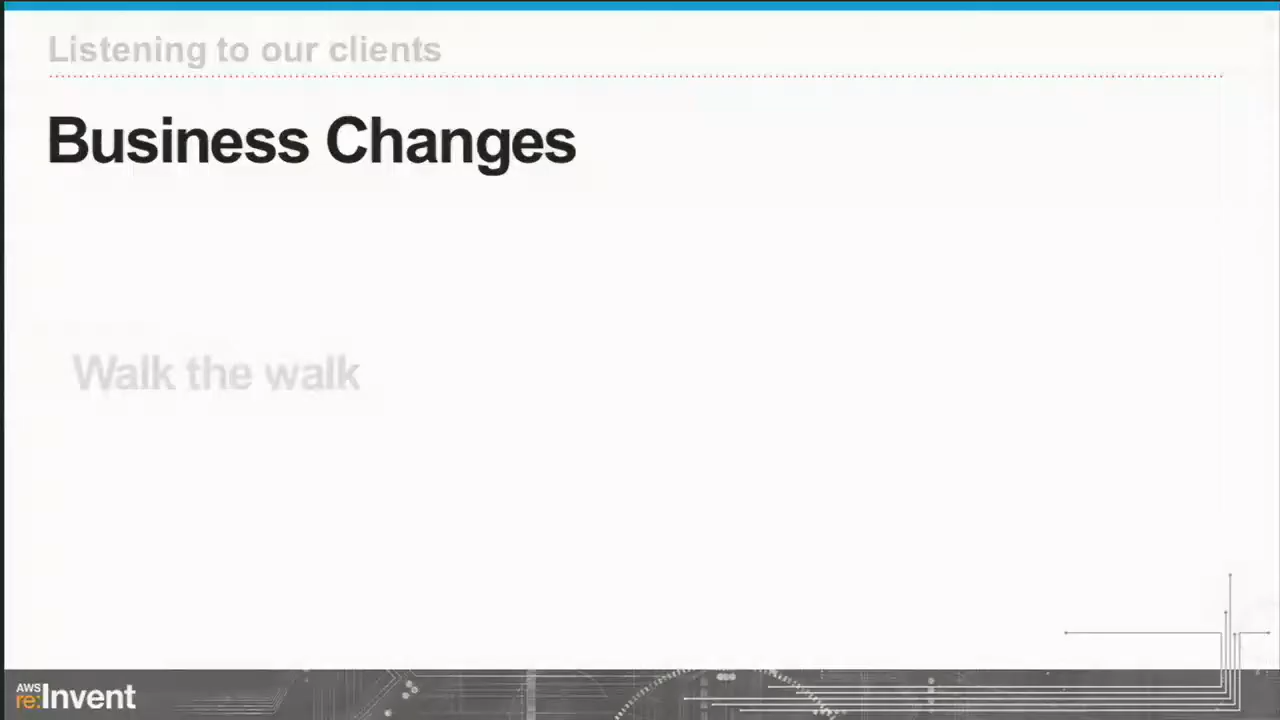 Listening to our clients
Business Changes
Walk the walk
AWS
re:Invent